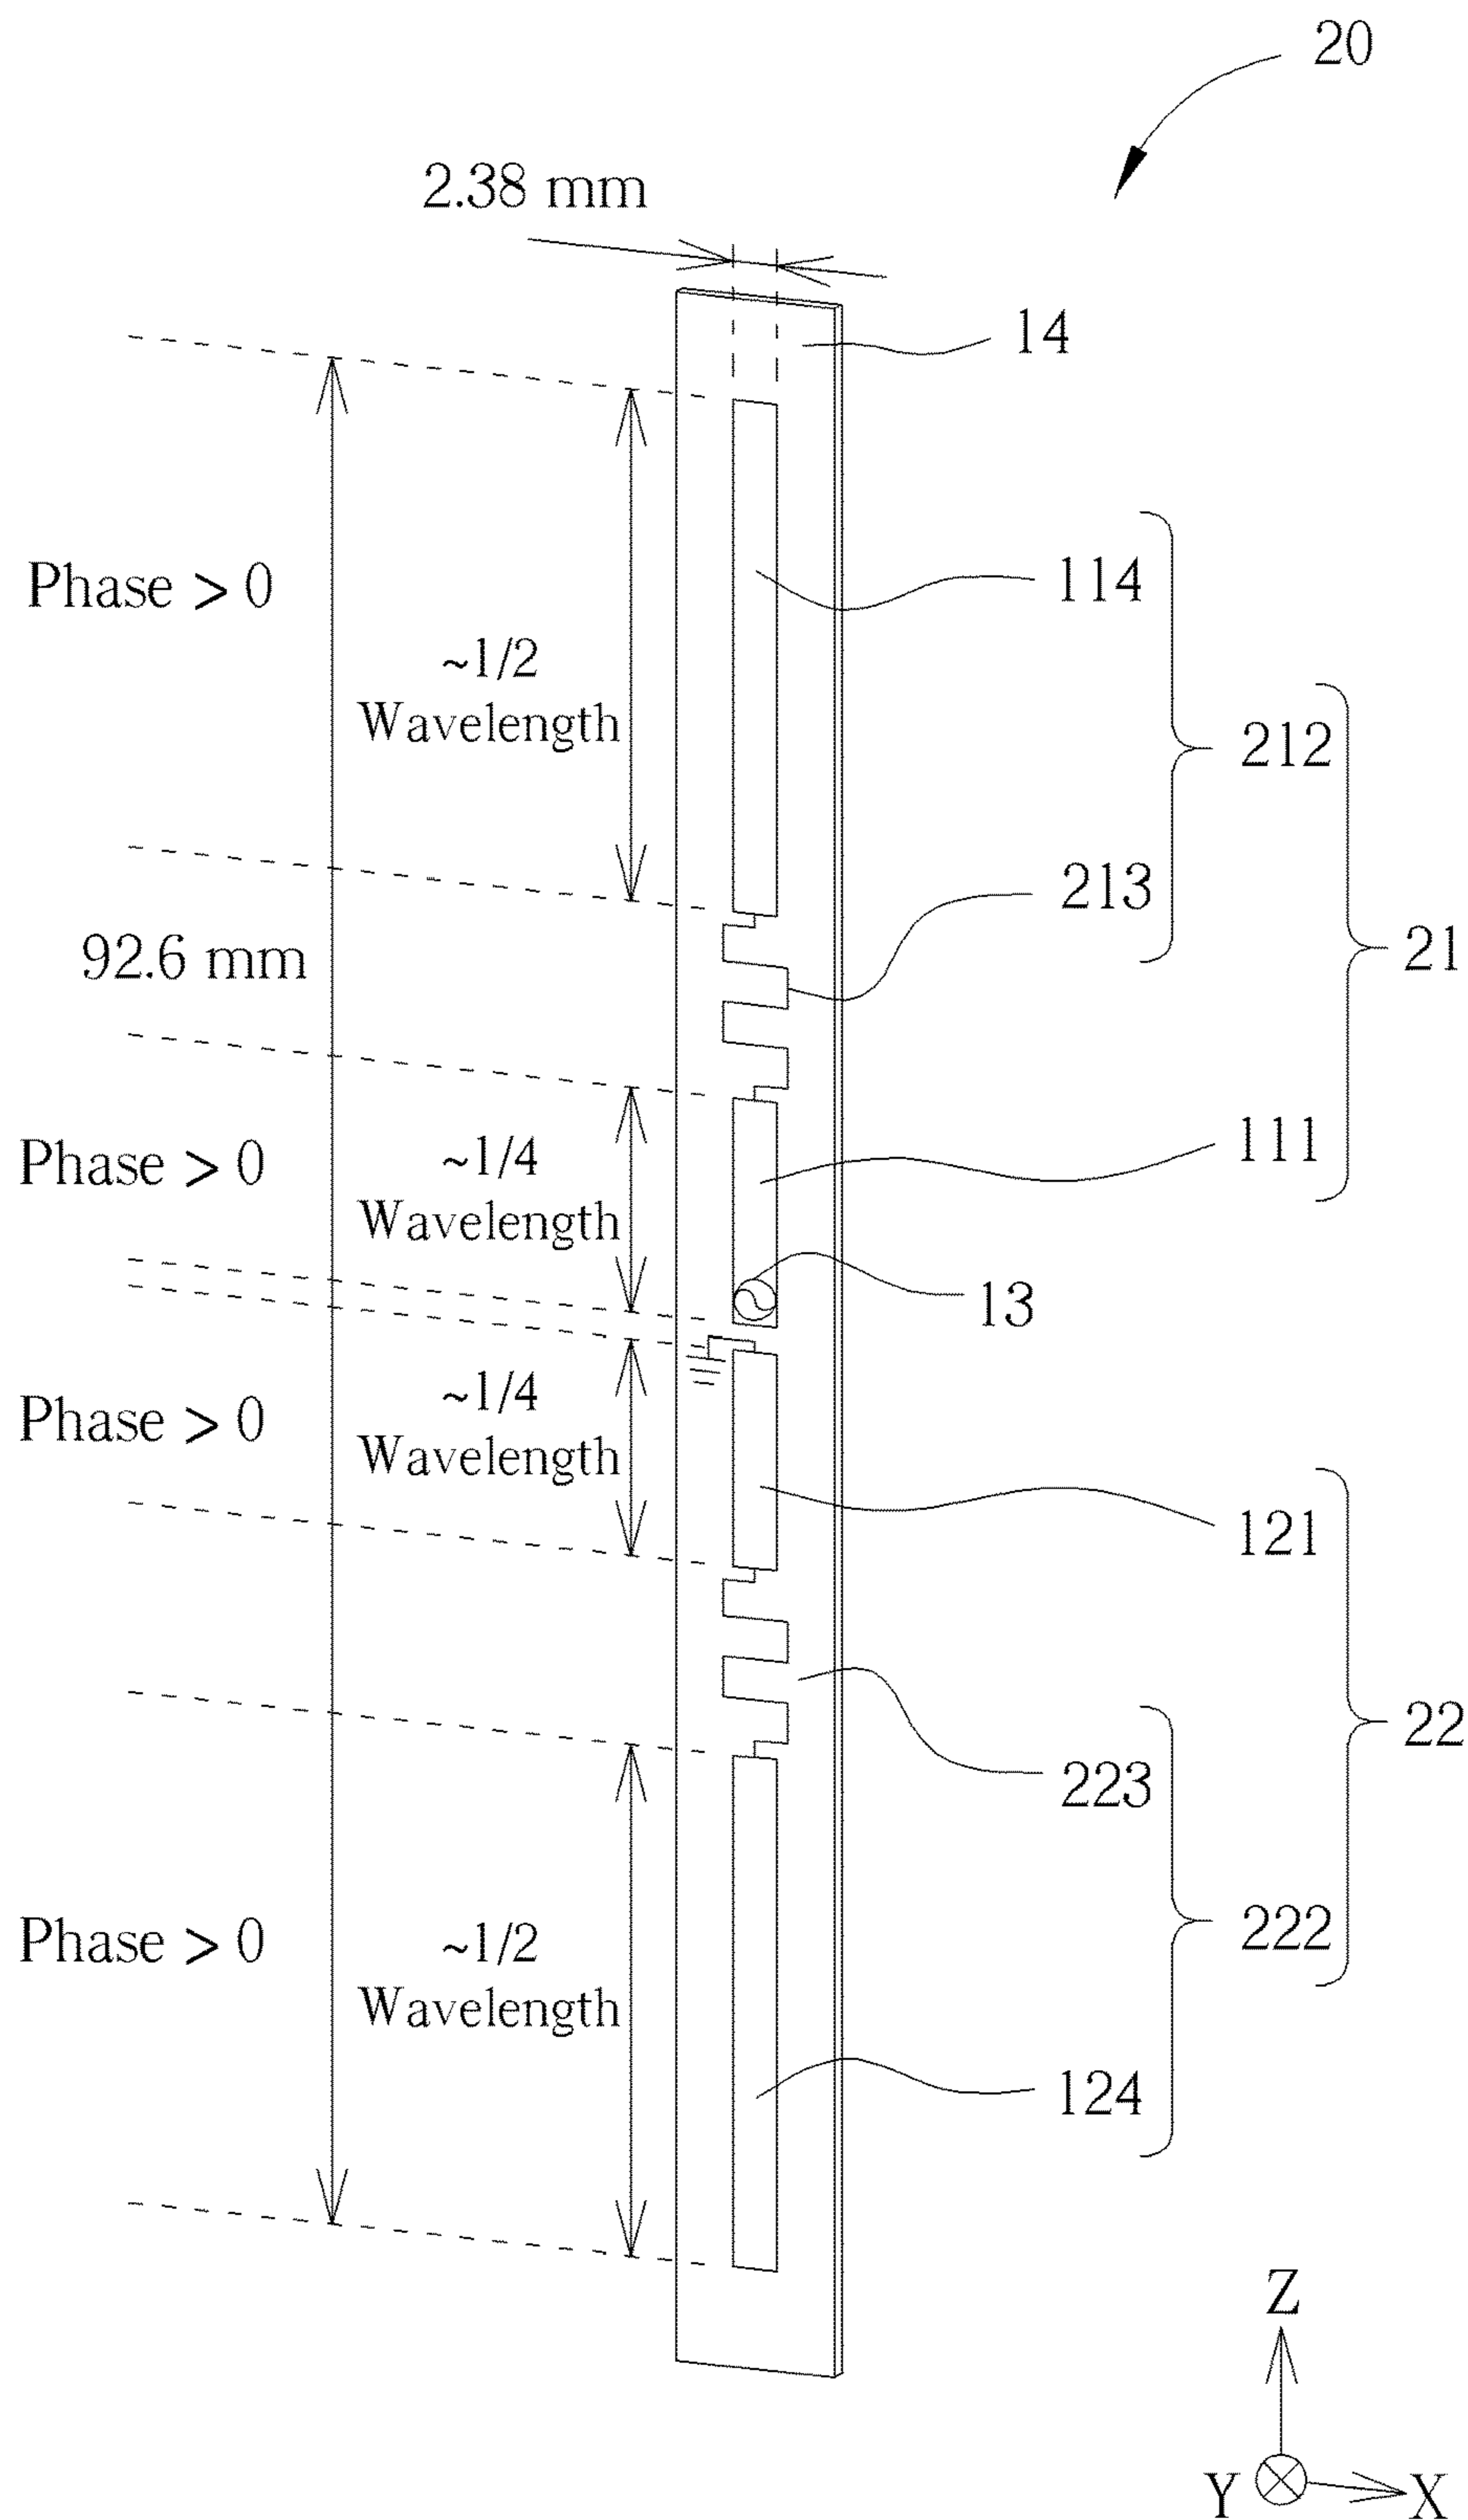 20
2.38 mm
14
Phase > 0
114
~1/2
Wavelength
212
213
21
92.6 mm
Phase > 0
~1/4
Wavelength
111
13
Phase > 0
~1/4
Wavelength
121
22
223
Phase > 0
~1/2
Wavelength
222
124
Z
Y
X